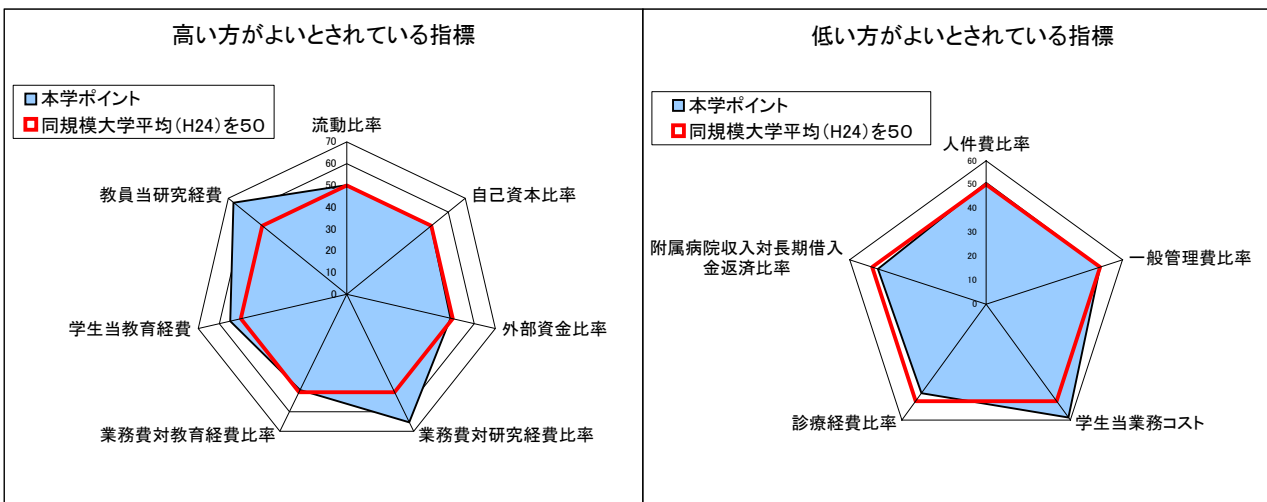 高い方がよいとされている指標
本学ポイント
同規模大学平均(H24)を50
流動比率
自己資本比率
外部資金比率
業務費対研究経費比率
業務費対教育経費比率
学生当教育経費
教員当研究経費
70
60
50
40
30
20
10
0
低い方がよいとされている指標
本学ポイント
同規模大学平均(H24)を50
人件費比率
一般管理費比率
学生当業務コスト
診療経費比率
附属病院収入対長期借入
金返済比率
60
50
40
30
20
10
0